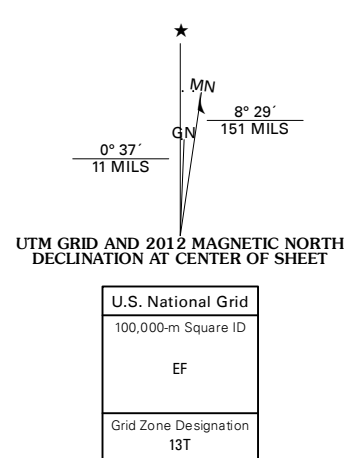 ★
MN
8° 29´
151 MILS
GN
0° 37´
11 MILS
UTM GRID AND 2012 MAGNETIC NORTH
DECLINATION AT CENTER OF SHEET
U.S. National Grid
100,000-m Square ID
EF
Grid Zone Designation
13T